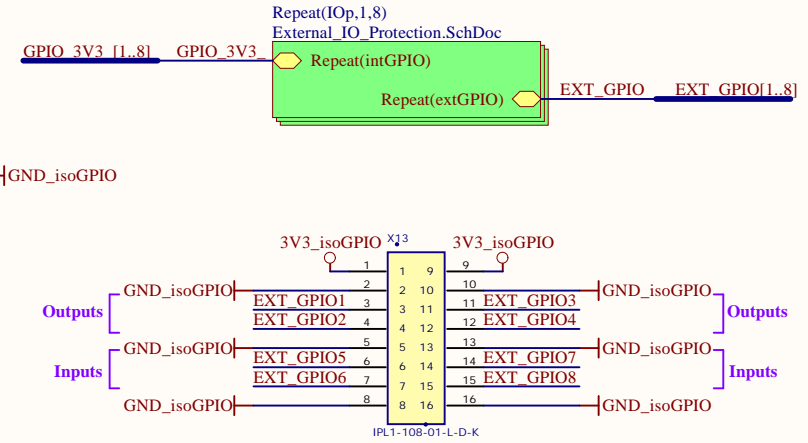 Repeat(IOp,1,8)
External_IO_Protection.SchDoc
GPIO_3V3_[1..8] GPIO_3V3_ Repeat(intGPIO)
Repeat(extGPIO) EXT_GPIO EXT_GPIO[1..8]
GND_isoGPIO
3V3_isoGPIO X13 3V3_isoGPIO
1 1 9 9
2 2 10 10
GND_isoGPIO GND_isoGPIO
Outputs EXT_GPIO1 3 3 11 11 EXT_GPIO3 Outputs
EXT_GPIO2 4 4 12 12 EXT_GPIO4
GND_isoGPIO 5 5 13 13 GND_isoGPIO
Inputs EXT_GPIO5 6 6 14 14 EXT_GPIO7 Inputs
EXT_GPIO6 7 7 15 15 EXT_GPIO8
GND_isoGPIO 8 8 16 16 GND_isoGPIO
IPL1-108-01-L-D-K